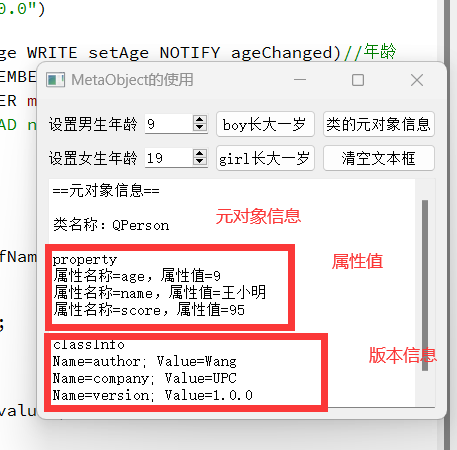 0.0")
ge WRITE setAge NOTIFY ageChanged)//年龄
EMBE
ER m
AD n
fNam
;
value
MetaObject的使用
设置男生年龄 9 boy长大一岁 类的元对象信息
设置女生年龄 19 girl长大一岁 清空文本框
==元对象信息==
元对象信息
类名称：QPerson
property
属性值
属性名称=age，属性值=9
属性名称=name，属性值=王小明
属性名称=score，属性值=95
classInfo
版本信息
Name=author; Value=Wang
Name=company; Value=UPC
Name=version; Value=1.0.0